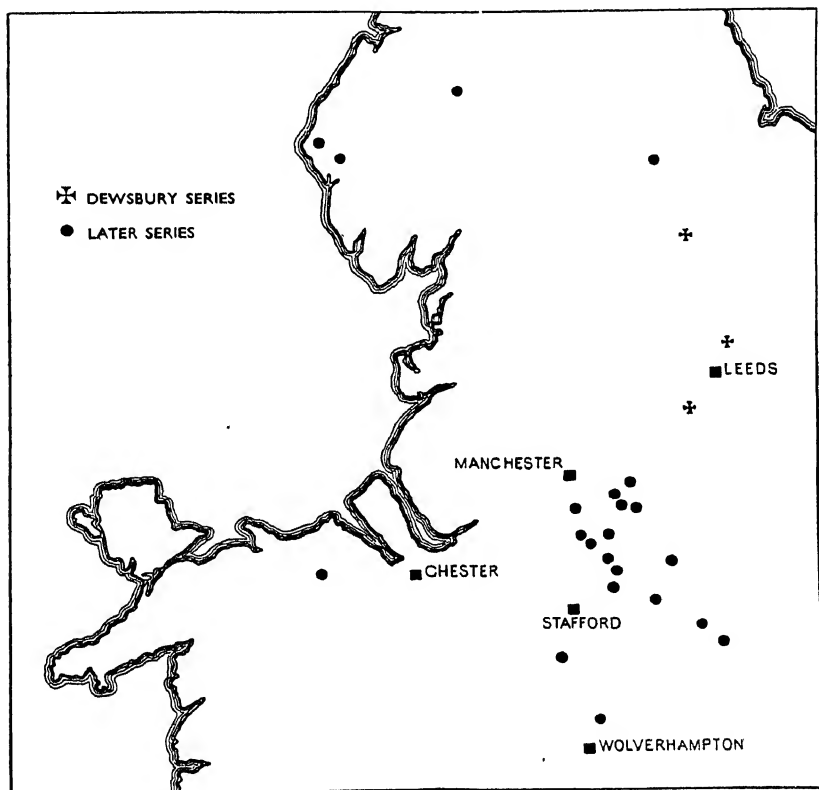 DEWSBURY SERIES
LATER SERIES
LEEDS
MANCHESTER
CHESTER
STAFFORD
WOLVERHAMPTON